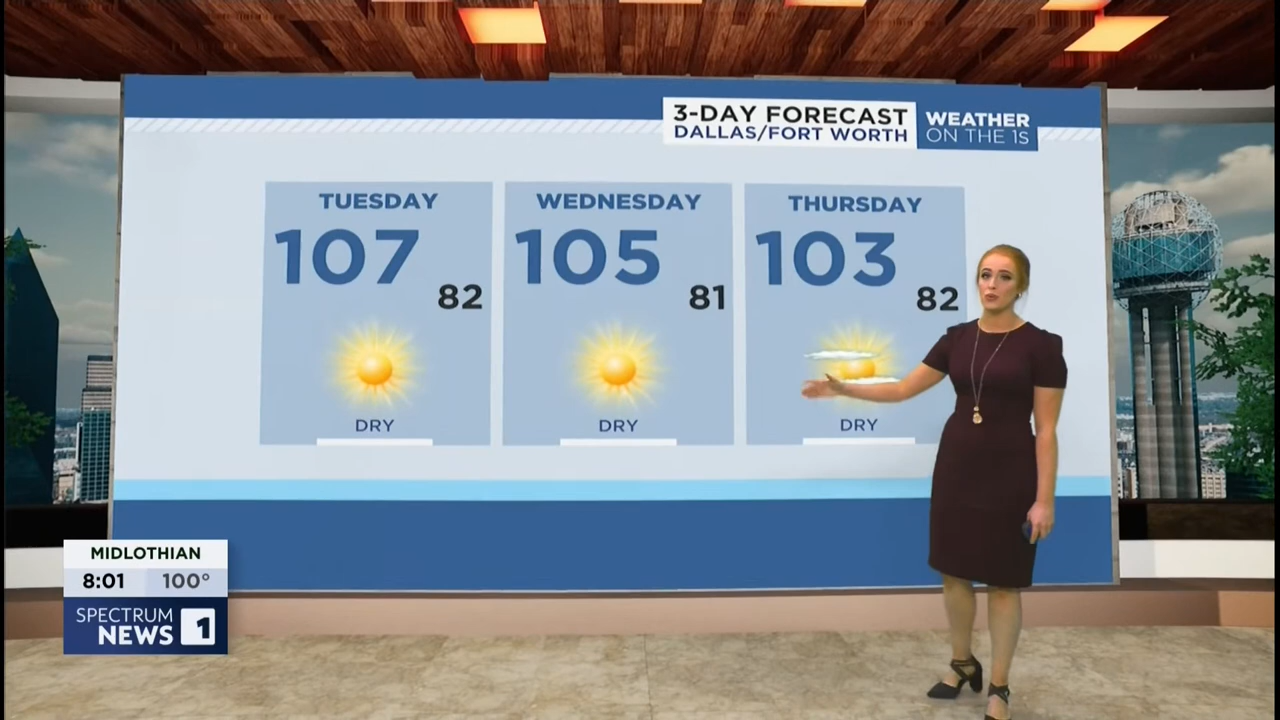 3-DAY FORECAST
DALLAS/FORT WORTH
WEATHER
ON THE 1S
TUESDAY
107
82
DRY
WEDNESDAY
105
81
DRY
THURSDAY
103
82
DRY
MIDLOTHIAN
8:01 100°
SPECTRUM
NEWS 1